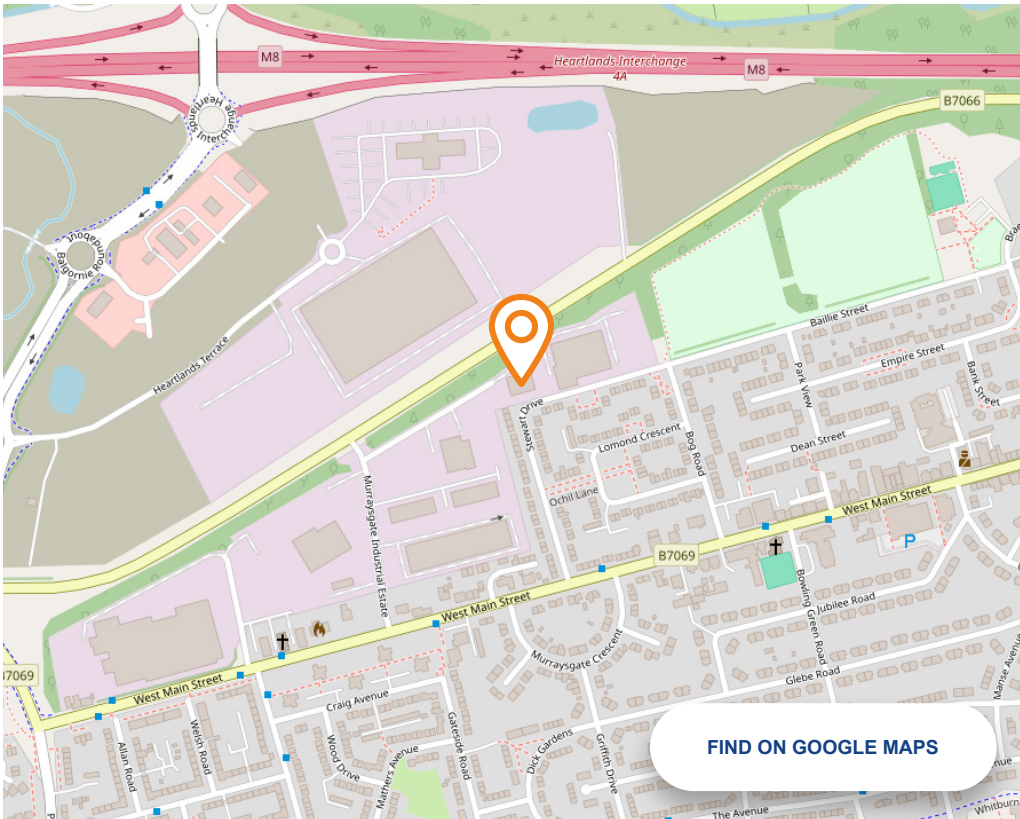 M8
Heartlands Interchange
4A
M8
B7066
Heartlands Interchange
Balgornie Roundabout
Heartlands Terrace
Baillie Street
Empire Street
Park View
Bank Street
Stewart Drive
Lomond Crescent
Bog Road
Dean Street
Ochil Lane
West Main Street
Murraysgate Industrial Estate
P
B7069
West Main Street
Bowling Green Road
Jubilee Road
Murraysgate Crescent
Glebe Road
Manse Avenue
West Main Street
Craig Avenue
Allan Road
Welsh Road
Wood Drive
Mathers Avenue
Gateside Road
Dick Gardens
Griffith Drive
FIND ON GOOGLE MAPS
The Avenue
Whitburn